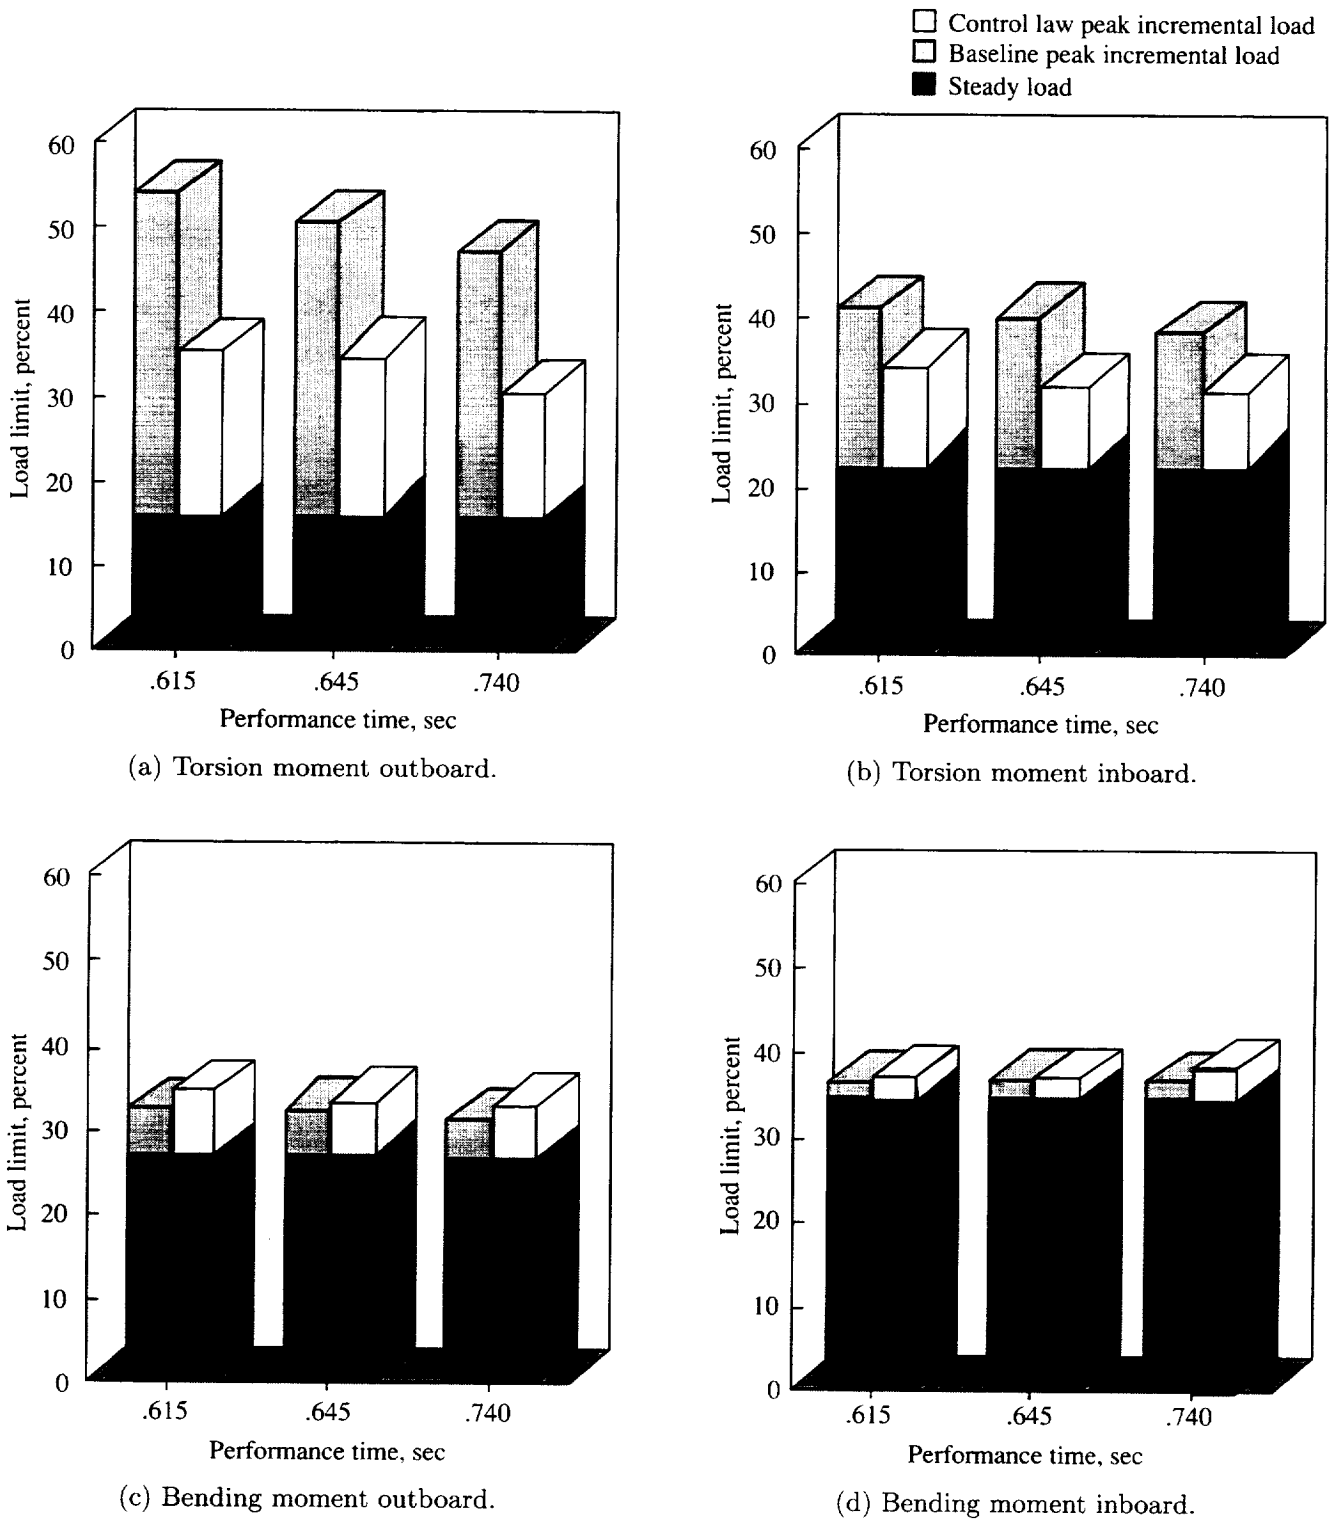 Control law peak incremental load
Baseline peak incremental load
Steady load
60
50
40
30
20
10
0
Load limit, percent
.615
.645
.740
Performance time, sec
(a) Torsion moment outboard.
60
50
40
30
20
10
0
Load limit, percent
.615
.645
.740
Performance time, sec
(b) Torsion moment inboard.
60
50
40
30
20
10
0
Load limit, percent
.615
.645
.740
Performance time, sec
(c) Bending moment outboard.
60
50
40
30
20
10
0
Load limit, percent
.615
.645
.740
Performance time, sec
(d) Bending moment inboard.